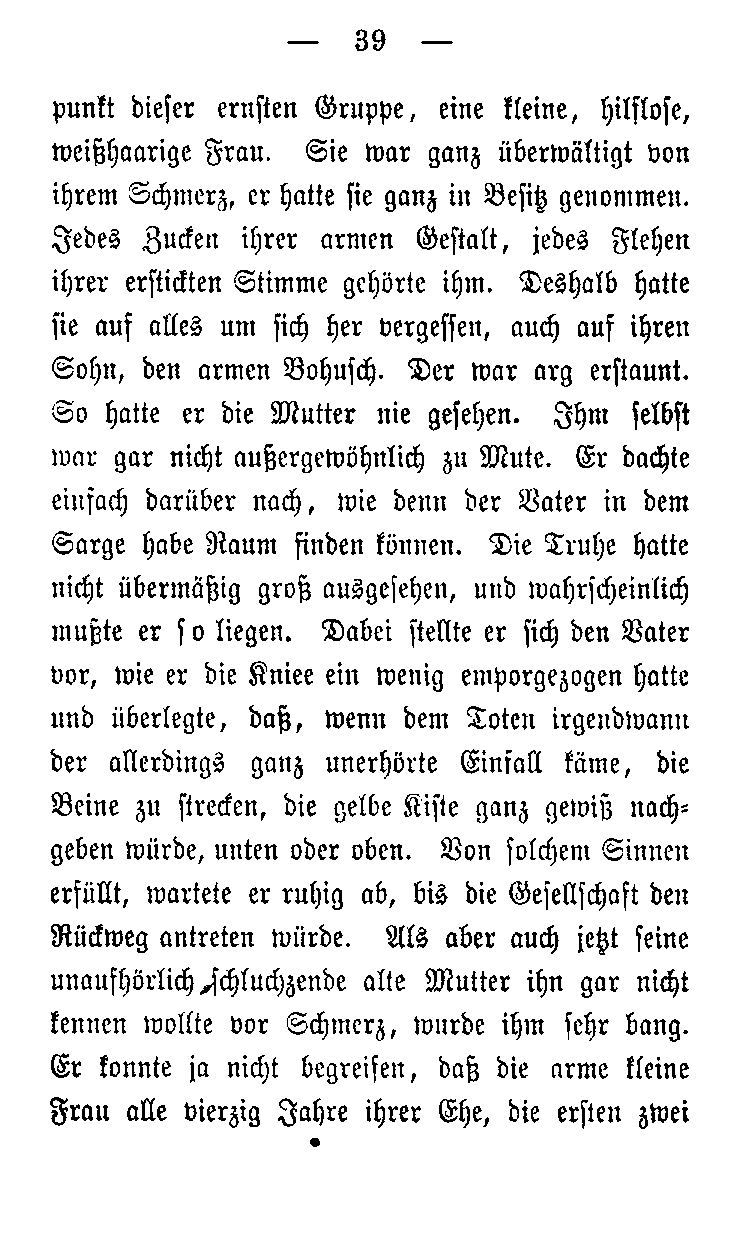 — 39 —
punkt dieser ernsten Gruppe, eine kleine, hilflose,
weißhaarige Frau. Sie war ganz überwältigt von
ihrem Schmerz, er hatte sie ganz in Besitz genommen.
Jedes Zucken ihrer armen Gestalt, jedes Flehen
ihrer erstickten Stimme gehörte ihm. Deshalb hatte
sie auf alles um sich her vergessen, auch auf ihren
Sohn, den armen Bohusch. Der war arg erstaunt.
So hatte er die Mutter nie gesehen. Ihm selbst
war gar nicht außergewöhnlich zu Mute. Er dachte
einfach darüber nach, wie denn der Vater in dem
Sarge habe Raum finden können. Die Truhe hatte
nicht übermäßig groß ausgesehen, und wahrscheinlich
mußte er so liegen. Dabei stellte er sich den Vater
vor, wie er die Kniee ein wenig emporgezogen hatte
und überlegte, daß, wenn dem Toten irgendwann
der allerdings ganz unerhörte Einfall käme, die
Beine zu strecken, die gelbe Kiste ganz gewiß nach-
geben würde, unten oder oben. Von solchem Sinnen
erfüllt, wartete er ruhig ab, bis die Gesellschaft den
Rückweg antreten würde. Als aber auch jetzt seine
unaufhörlich schluchzende alte Mutter ihn gar nicht
kennen wollte vor Schmerz, wurde ihm sehr bang.
Er konnte ja nicht begreifen, daß die arme kleine
Frau alle vierzig Jahre ihrer Ehe, die ersten zwei